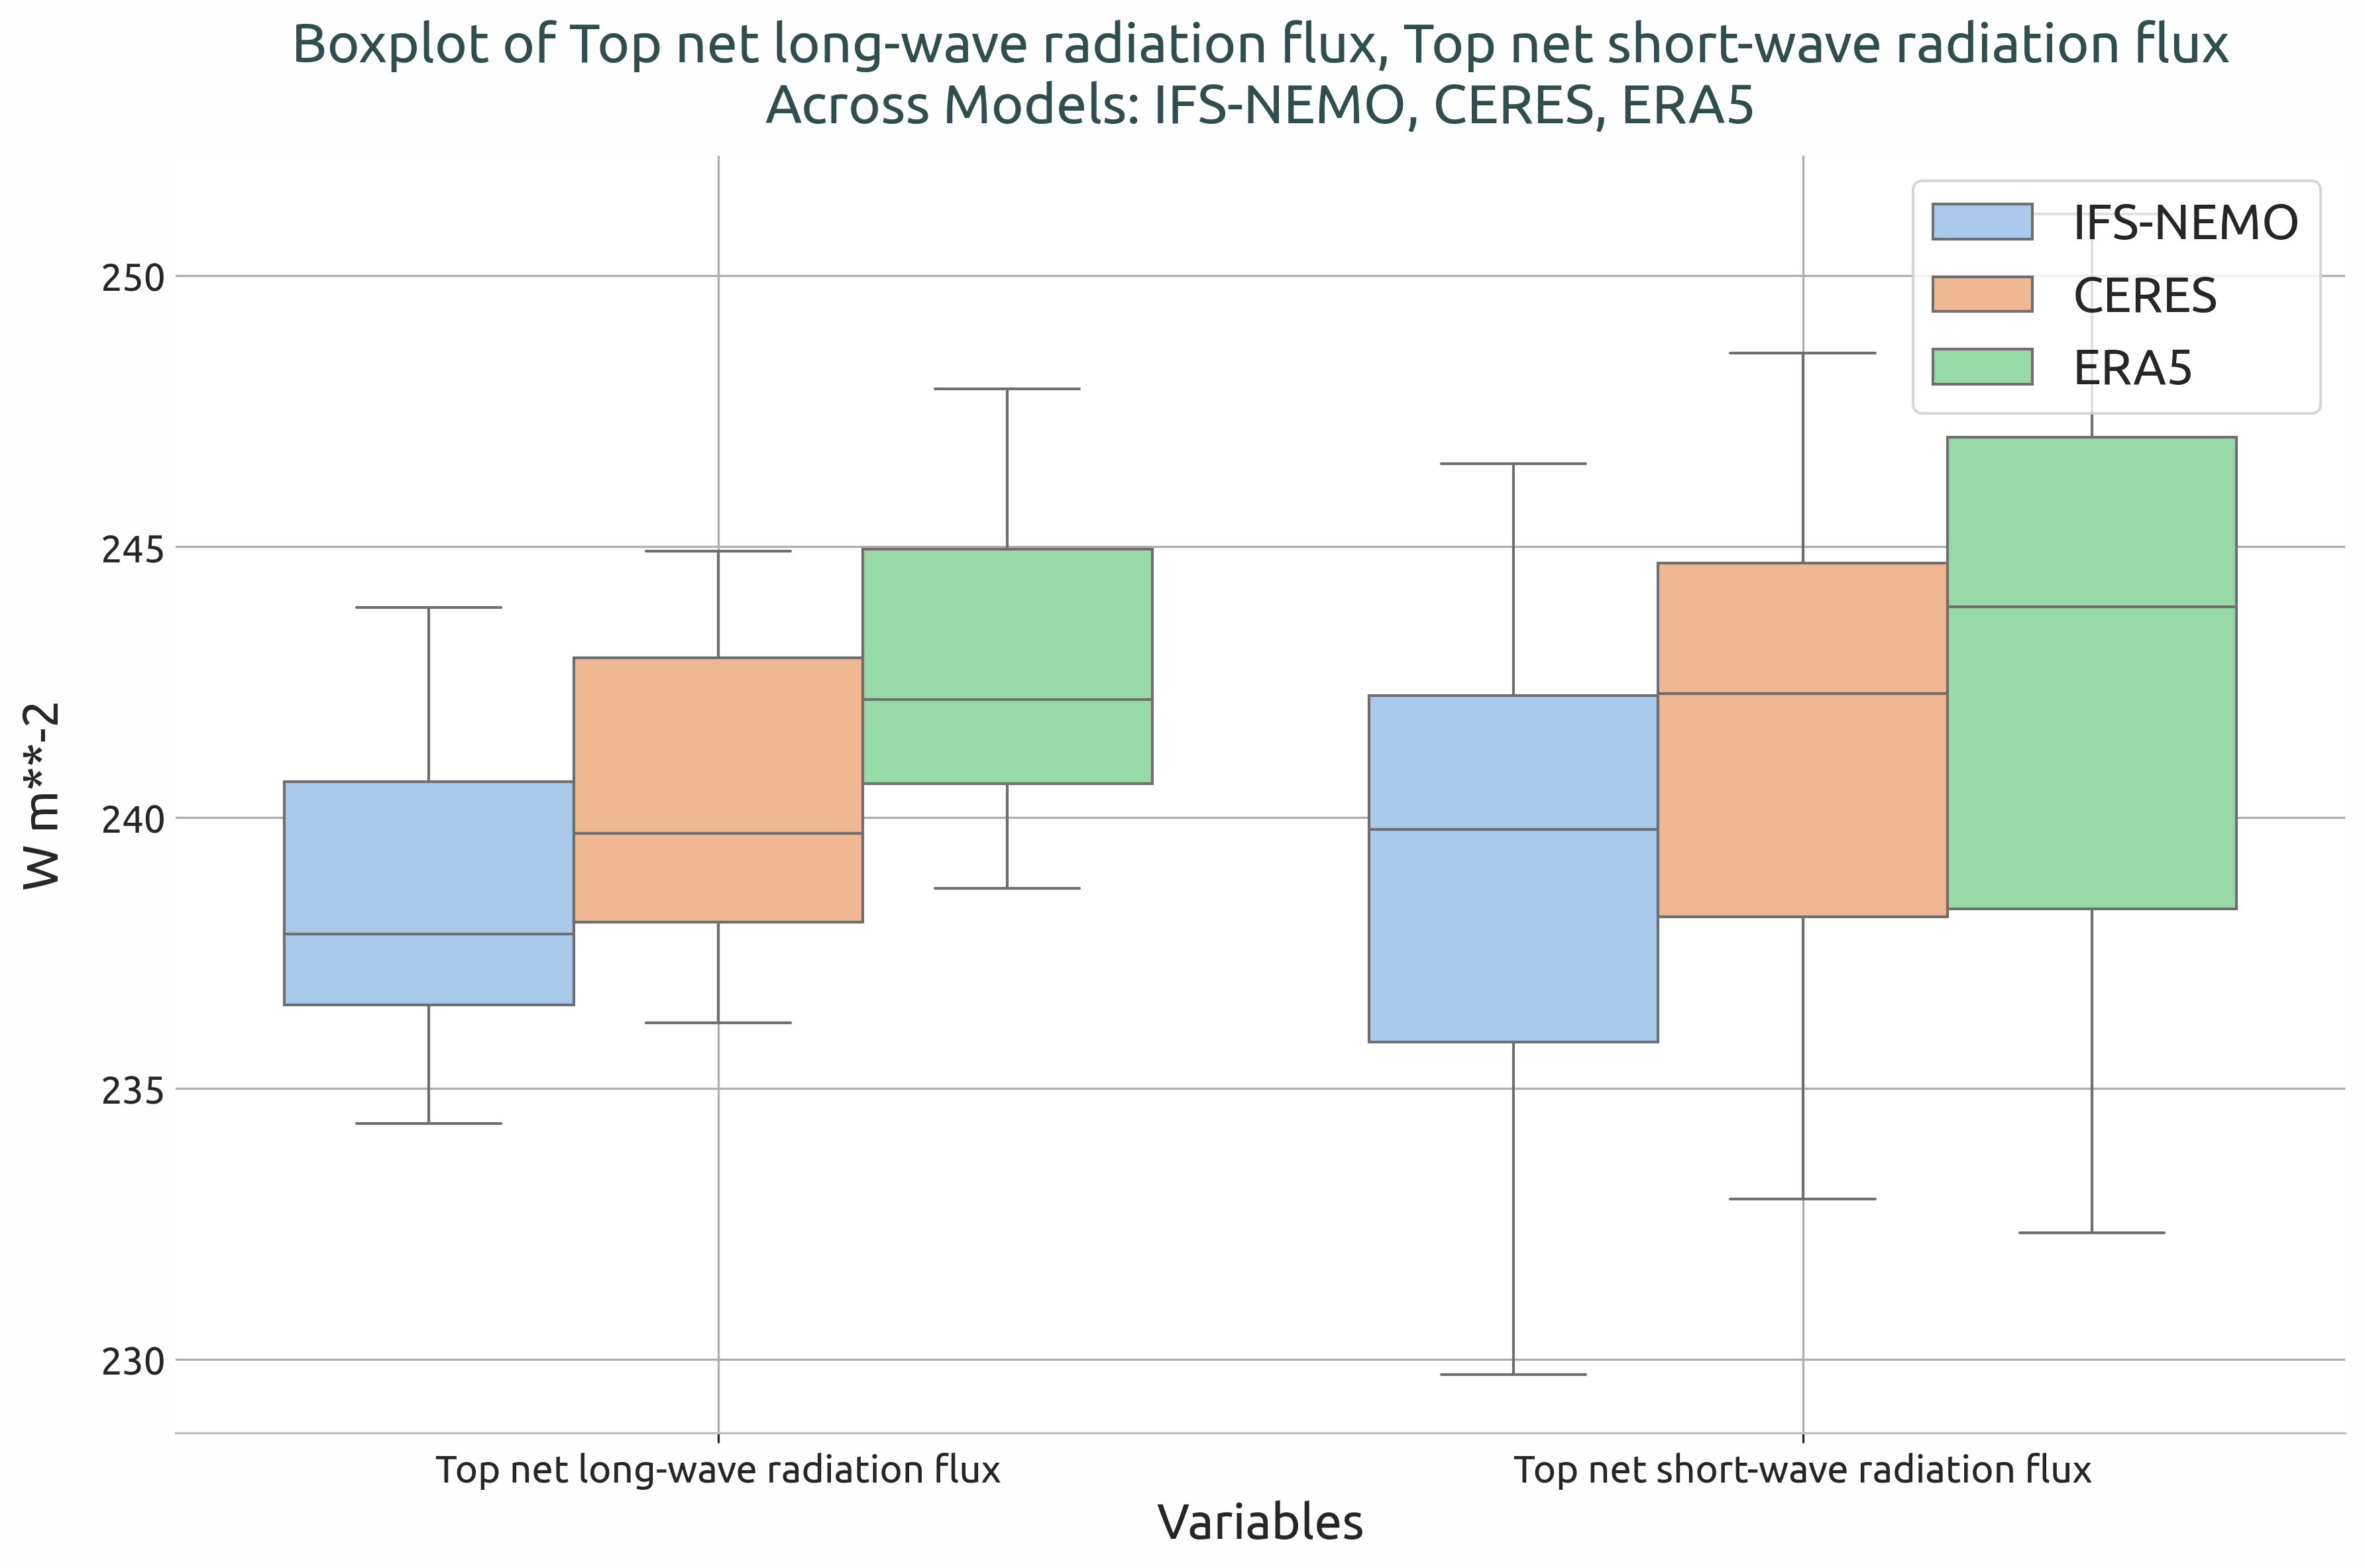 Boxplot of Top net long-wave radiation flux, Top net short-wave radiation flux
Across Models: IFS-NEMO, CERES, ERA5
IFS-NEMO
CERES
ERA5
250
245
240
235
230
W m**-2
Top net long-wave radiation flux
Top net short-wave radiation flux
Variables